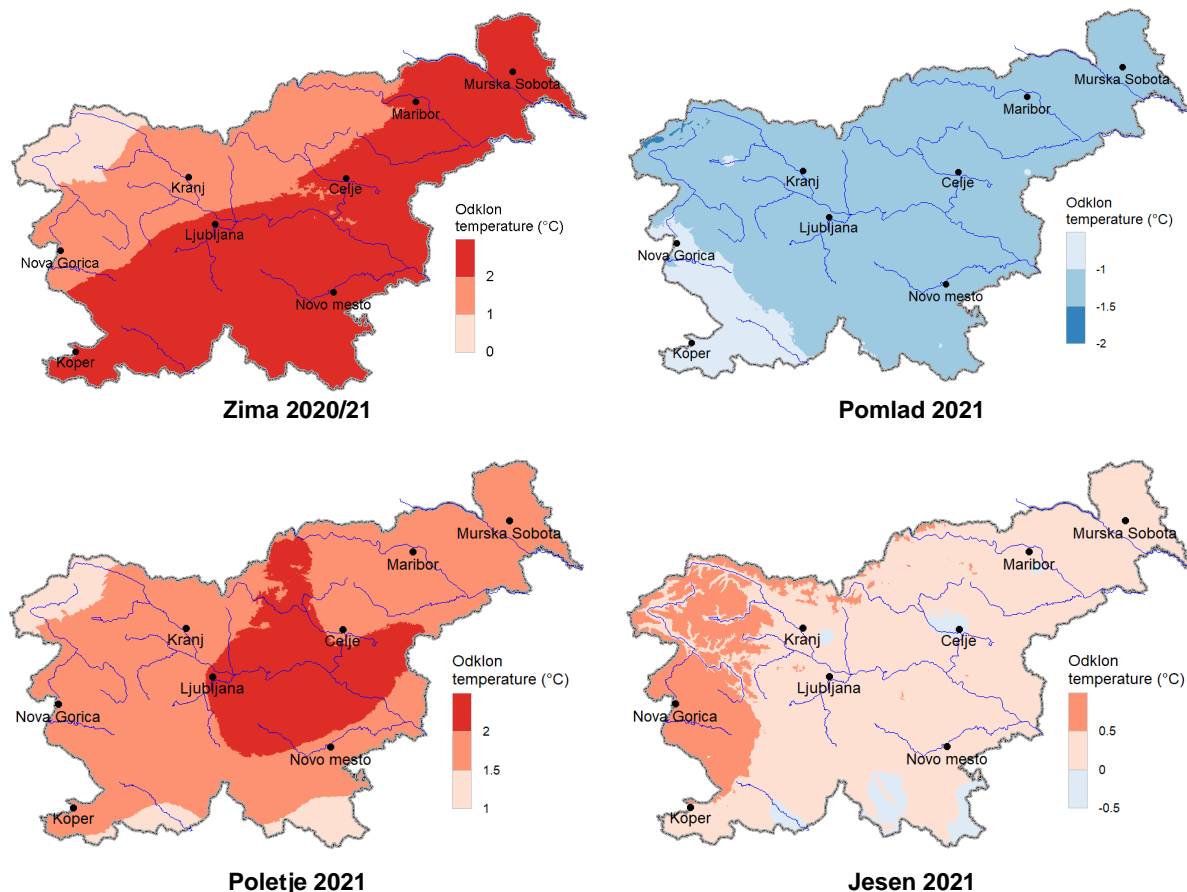 Murska Sobota
Maribor
Kranj
Celje
Ljubljana
Nova Gorica
Novo mesto
Koper
Odklon
temperature (°C)
2
1
0
Zima 2020/21
Murska Sobota
Maribor
Kranj
Celje
Ljubljana
Nova Gorica
Novo mesto
Koper
Odklon
temperature (°C)
-1
-1.5
-2
Pomlad 2021
Murska Sobota
Maribor
Kranj
Celje
Ljubljana
Nova Gorica
Novo mesto
Koper
Odklon
temperature (°C)
2
1.5
1
Poletje 2021
Murska Sobota
Maribor
Kranj
Celje
Ljubljana
Nova Gorica
Novo mesto
Koper
Odklon
temperature (°C)
0.5
0
-0.5
Jesen 2021